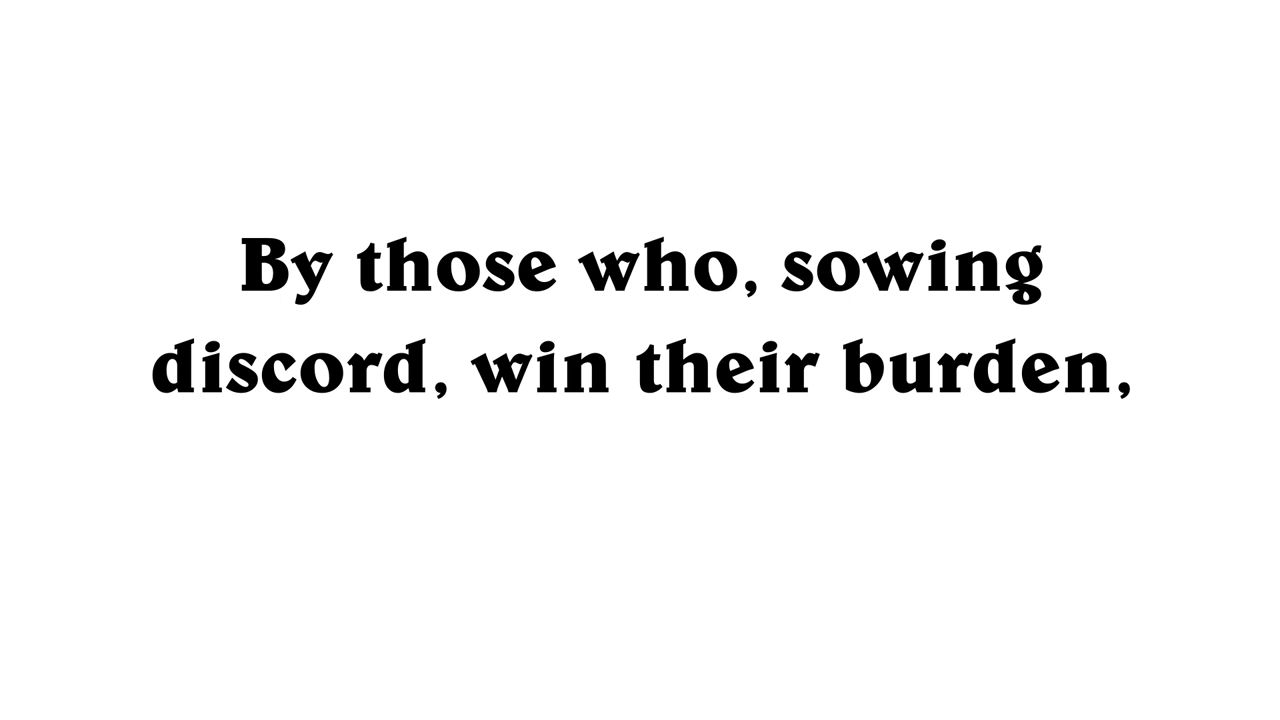 By those who, sowing
discord, win their burden,